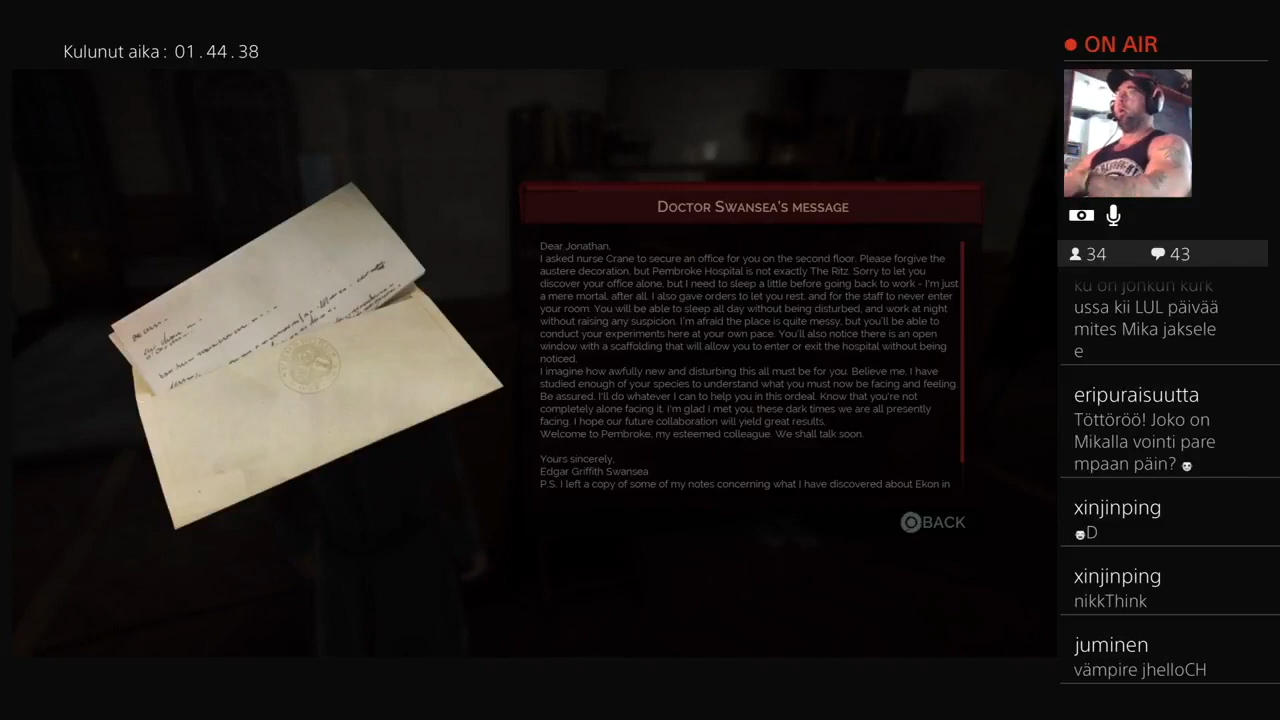 Kulunut aika: 01.44.38
ON AIR
34 43
DOCTOR SWANSEA'S MESSAGE
Dear Jonathan,
I asked nurse Crane to secure an office for you on the second floor. Please forgive the
austere decoration, but Pembroke Hospital is not exactly The Ritz. Sorry to let you
discover your office alone, but I need to sleep a little before going back to work - I'm just
a mere mortal, after all. I also gave orders to let you rest, and for the staff to never enter
your room. You will be able to sleep all day without being disturbed, and work at night
without raising any suspicion. I'm afraid the place is quite messy, but you'll be able to
conduct your experiments here at your own pace. You'll also notice there is an open
window with a scaffolding that will allow you to enter or exit the hospital without being
noticed.
I imagine how awfully new and disturbing this all must be for you. Believe me, I have
studied enough of your species to understand what you must now be facing and feeling.
Be assured, I'll do whatever I can to help you in this ordeal. Know that you're not
completely alone facing it. I'm glad I met you; these dark times we are all presently
facing. I hope our future collaboration will yield great results.
Welcome to Pembroke, my esteemed colleague. We shall talk soon.
Yours sincerely,
Edgar Griffith Swansea
P.S. I left a copy of some of my notes concerning what I have discovered about Ekon in
BACK
ku on jonkun kurk
ussa kii LUL päivää
mites Mika jaksele
e
eripuraisuutta
Töttöröö! Joko on
Mikalla vointi pare
mpaan päin?
xinjinping
D
xinjinping
nikkThink
juminen
vämpire jhelloCH